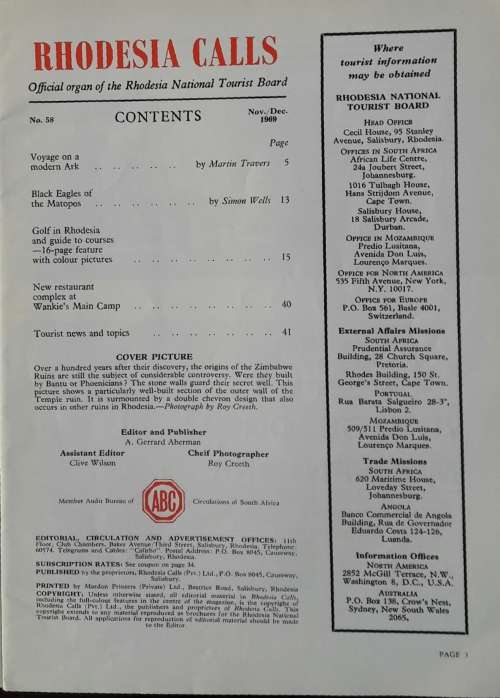 RHODESIA CALLS
Official organ of the Rhodesia National Tourist Board
No. 58
CONTENTS
Nov./Dec.
1969
Page
Voyage on a
modern Ark .. .. .. .. .. by Martin Travers 5
Black Eagles of
the Matopos .. .. .. .. .. by Simon Wells 13
Golf in Rhodesia
and guide to courses
—16-page feature
with colour pictures .. .. .. .. .. .. .. 15
New restaurant
complex at
Wankie's Main Camp .. .. .. .. .. .. .. 40
Tourist news and topics .. .. .. .. .. .. 41
COVER PICTURE
Over a hundred years after their discovery, the origins of the Zimbabwe
Ruins are still the subject of considerable controversy. Were they built
by Bantu or Phoenicians? The stone walls guard their secret well. This
picture shows a particularly well-built section of the outer wall of the
Temple ruin. It is surmounted by a double chevron design that also
occurs in other ruins in Rhodesia.—Photograph by Roy Creeth.
Editor and Publisher
A. Gerrard Aberman
Assistant Editor
Clive Wilson
Cheif Photographer
Roy Creeth
Member Audit Bureau of
ABC
Circulations of South Africa
EDITORIAL, CIRCULATION AND ADVERTISEMENT OFFICES: 11th
Floor, Club Chambers, Baker Avenue/Third Street, Salisbury, Rhodesia. Telephone:
60574. Telegrams and Cables: Postal Address: P.O. Box 8045, Causeway,
Salisbury, Rhodesia.
SUBSCRIPTION RATES: See coupon on page 34.
PUBLISHED by the proprietors, Rhodesia Calls (Pvt.) Ltd., P.O. Box 8045, Causeway,
Salisbury.
PRINTED by Mardon Printers (Private) Ltd., Beatrice Road, Salisbury, Rhodesia
COPYRIGHT: Unless otherwise stated, all editorial material in Rhodesia Calls,
including the full-colour features in the centre of the magazine, is the copyright of
Rhodesia Calls (Pvt.) Ltd., the publishers and proprietors of Rhodesia Calls. This
copyright extends to any material reproduced as brochures for the Rhodesia National
Tourist Board. All applications for reproduction of editorial material should be made
to the Editor.
Where
tourist information
may be obtained
RHODESIA NATIONAL
TOURIST BOARD
HEAD OFFICE
Cecil House, 95 Stanley
Avenue, Salisbury, Rhodesia.
OFFICES IN SOUTH AFRICA
African Life Centre,
24a Joubert Street,
Johannesburg.
1016 Tulbagh House,
Hans Strijdom Avenue,
Cape Town.
Salisbury House,
18 Salisbury Arcade,
Durban.
OFFICE IN MOZAMBIQUE
Predio Lusitana,
Avenida Don Luis,
Lourenço Marques.
OFFICE FOR NORTH AMERICA
535 Fifth Avenue, New York,
N.Y. 10017.
OFFICE FOR EUROPE
P.O. Box 561, Basle 4001,
Switzerland.
External Affairs Missions
SOUTH AFRICA
Prudential Assurance
Building, 28 Church Square,
Pretoria.
Rhodes Building, 150 St.
George's Street, Cape Town.
PORTUGAL
Rua Barata Salgueiro 28-3°,
Lisbon 2.
MOZAMBIQUE
509/511 Predio Lusitana,
Avenida Don Luis,
Lourenço Marques.
Trade Missions
SOUTH AFRICA
620 Maritime House,
Loveday Street,
Johannesburg.
ANGOLA
Banco Commercial de Angola
Building, Rua de Governador
Eduardo Costa 124-126,
Luanda.
Information Offices
NORTH AMERICA
2852 McGill Terrace, N.W.,
Washington 8, D.C., U.S.A.
AUSTRALIA
P.O. Box 138, Crow's Nest,
Sydney, New South Wales
2065.
PAGE 3